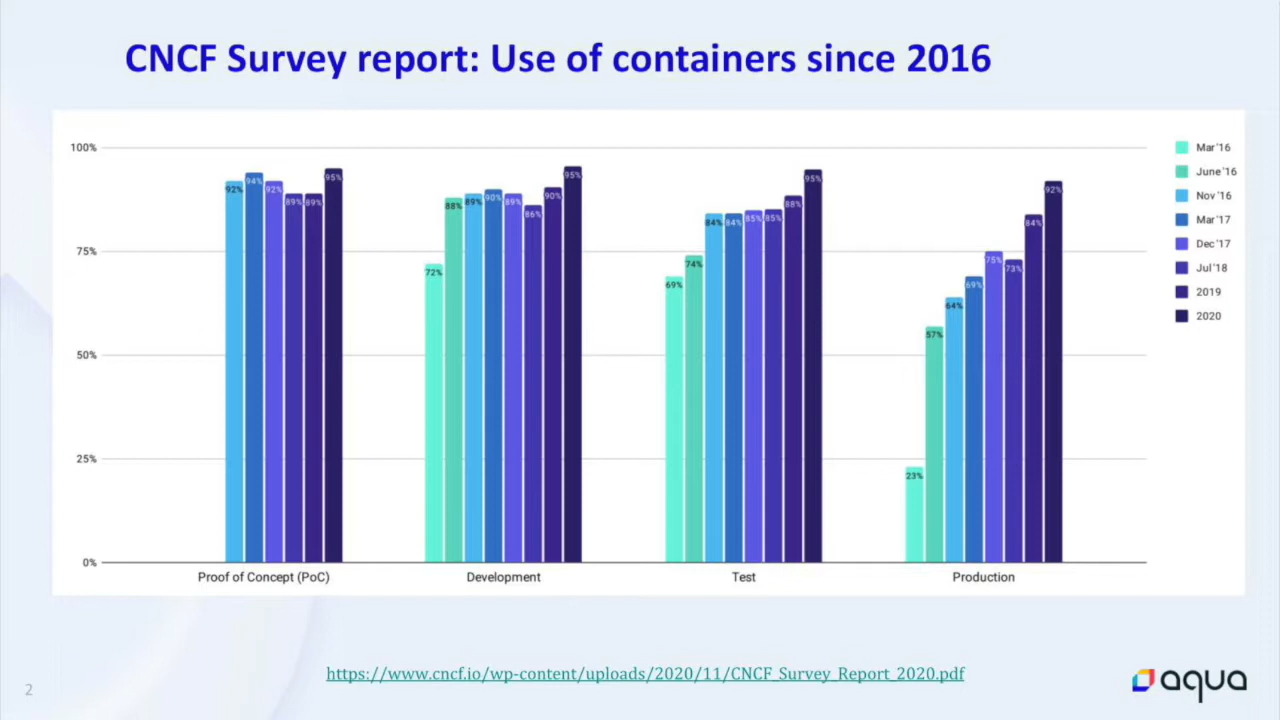 CNCF Survey report: Use of containers since 2016
100%
75%
50%
25%
0%
92%
94%
92%
89%
89%
95%
72%
88%
89%
90%
89%
86%
90%
95%
69%
74%
84%
84%
85%
85%
88%
95%
23%
57%
64%
69%
75%
73%
84%
92%
Proof of Concept (PoC)
Development
Test
Production
Mar'16
June'16
Nov'16
Mar'17
Dec'17
Jul'18
2019
2020
https://www.cncf.io/wp-content/uploads/2020/11/CNCF_Survey_Report_2020.pdf
2
aqua